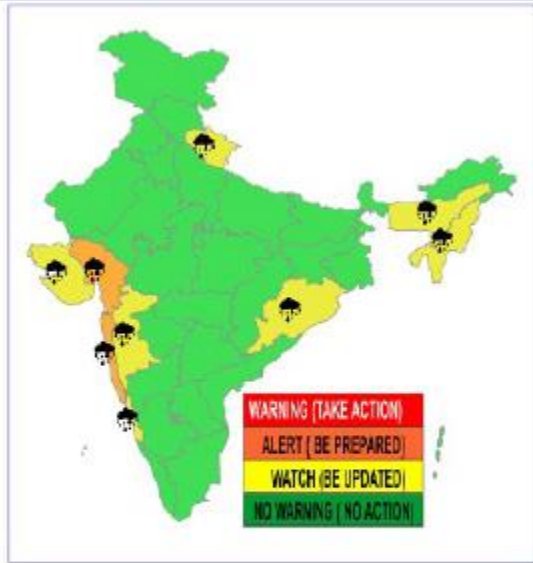 WARNING (TAKE ACTION)
ALERT ( BE PREPARED)
WATCH (BE UPDATED)
NO WARNING ( NO ACTION)